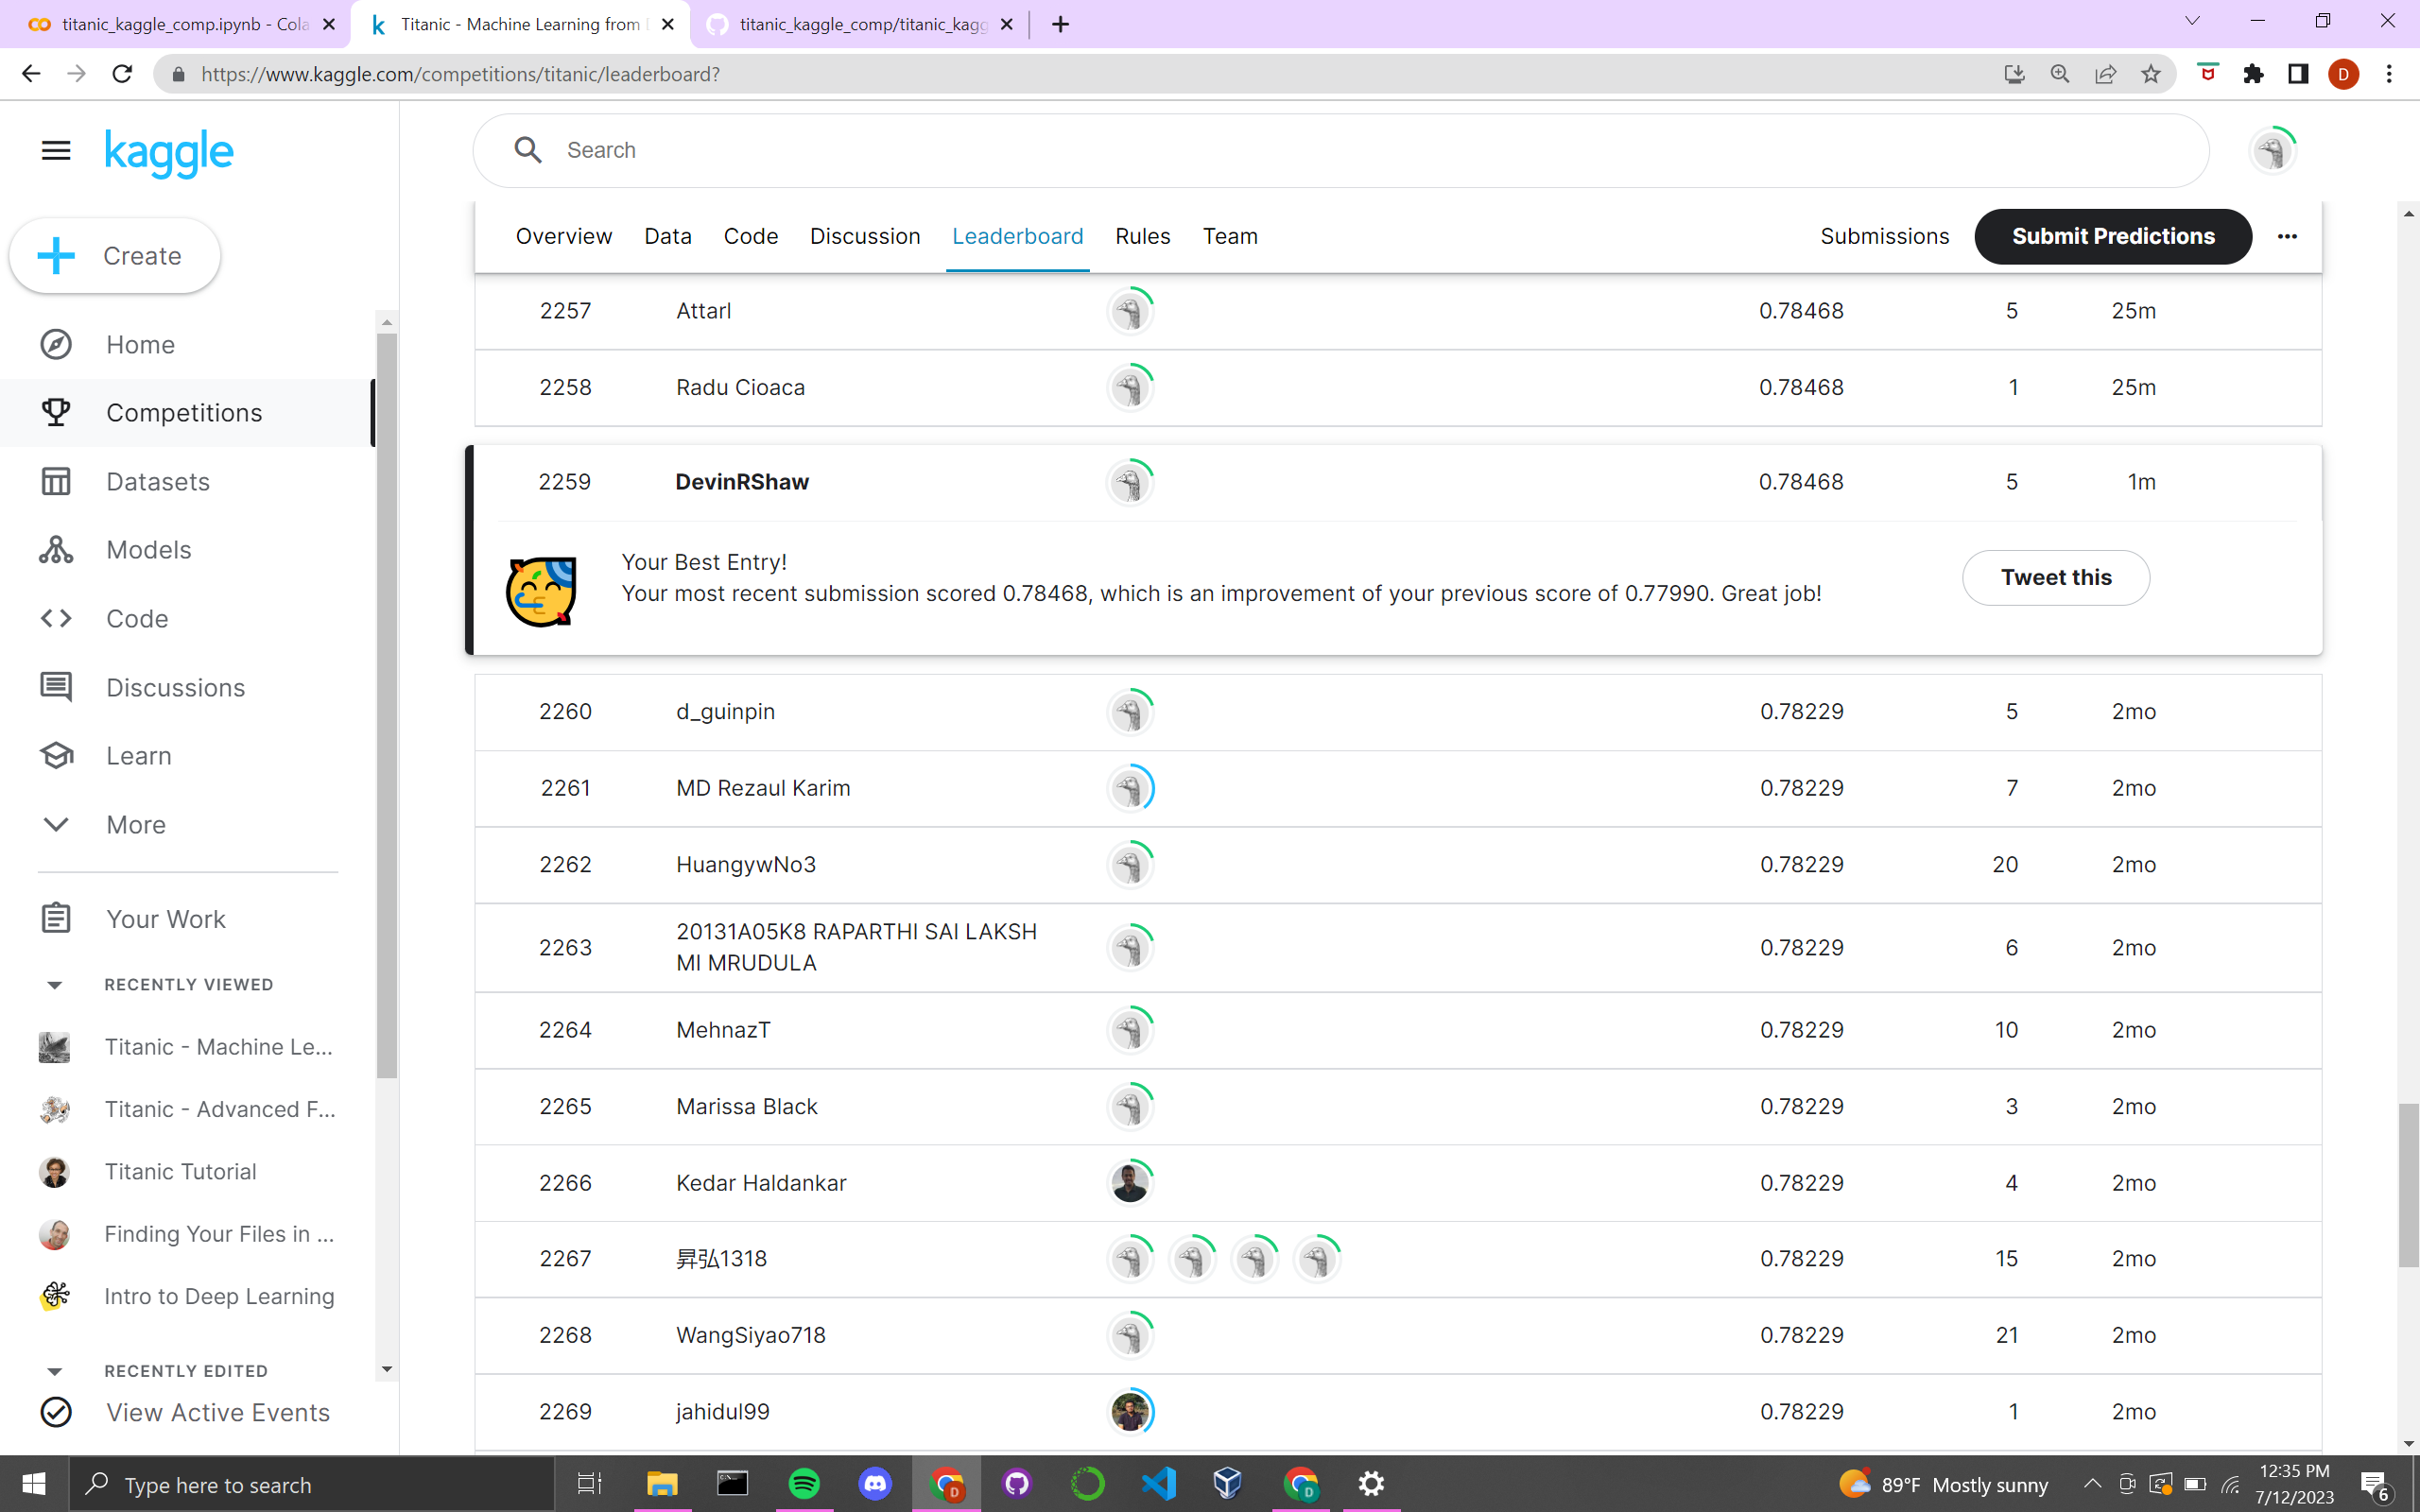 titanic_kaggle_comp.ipynb - Cola
Titanic - Machine Learning from
titanic_kaggle_comp/titanic_kagg
https://www.kaggle.com/competitions/titanic/leaderboard?
D
kaggle
Search
Create
Overview Data Code Discussion Leaderboard Rules Team Submissions Submit Predictions
Home
Competitions
Datasets
Models
Code
Discussions
Learn
More
Your Work
RECENTLY VIEWED
Titanic - Machine Le...
Titanic - Advanced F...
Titanic Tutorial
Finding Your Files in ...
Intro to Deep Learning
RECENTLY EDITED
View Active Events
2257 Attarl 0.78468 5 25m
2258 Radu Cioaca 0.78468 1 25m
2259 DevinRShaw 0.78468 5 1m
Your Best Entry!
Your most recent submission scored 0.78468, which is an improvement of your previous score of 0.77990. Great job!
Tweet this
2260 d_guinpin 0.78229 5 2mo
2261 MD Rezaul Karim 0.78229 7 2mo
2262 HuangywNo3 0.78229 20 2mo
2263 20131A05K8 RAPARTHI SAI LAKSH 0.78229 6 2mo
MI MRUDULA
2264 MehnazT 0.78229 10 2mo
2265 Marissa Black 0.78229 3 2mo
2266 Kedar Haldankar 0.78229 4 2mo
2267 昇弘1318 0.78229 15 2mo
2268 WangSiyao718 0.78229 21 2mo
2269 jahidul99 0.78229 1 2mo
Type here to search
D
D
89°F Mostly sunny
12:35 PM
7/12/2023
6